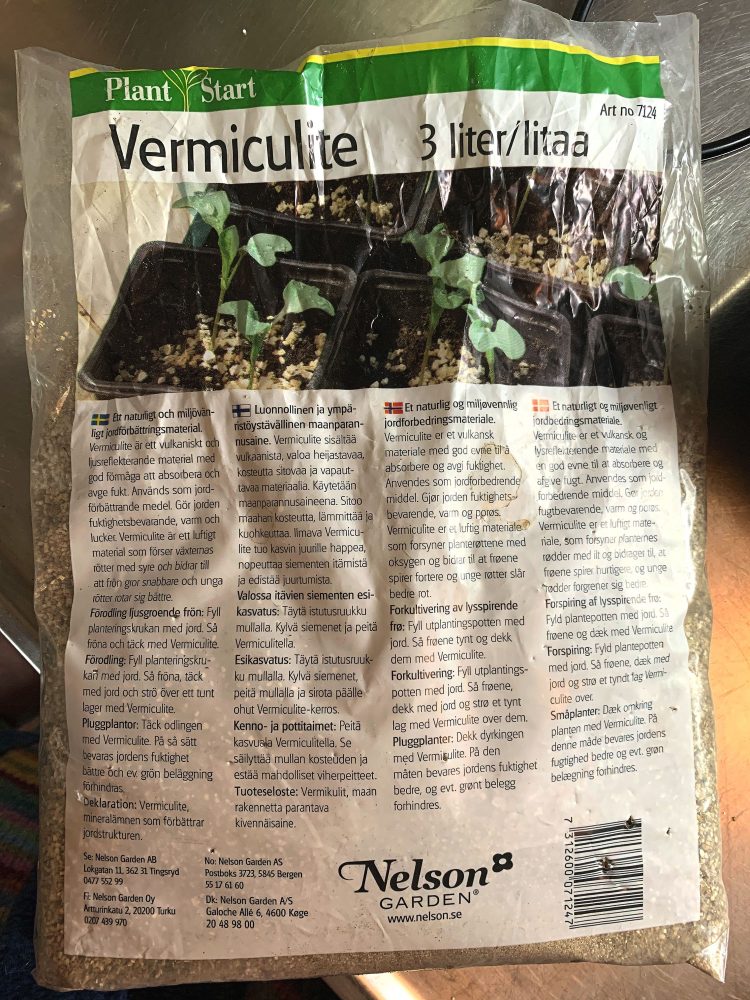 Plant Start
Art no 7124
Vermiculite 3 liter/litaa
Ett naturligt och miljövän-
ligt jordförbättringsmaterial.
Vermiculite är ett vulkaniskt och
ljusreflekterande material med
god förmåga att absorbera och
avge fukt. Används som jord-
förbättrande medel. Gör jorden
fuktighetsbevarande, varm och
lucker. Vermiculite är ett luftigt
material som förser växternas
rötter med syre och bidrar till
att frön gror snabbare och unga
rötter rotar sig bättre.
Förodling ljusgroende frön: Fyll
planteringskrukan med jord. Så
fröna och täck med Vermiculite.
Förodling: Fyll planteringskru-
kan med jord. Så fröna, täck
med jord och strö över ett tunt
lager med Vermiculite.
Pluggplantor: Täck odlingen
med Vermiculite. På så sätt
bevaras jordens fuktighet
bättre och ev. grön beläggning
förhindras.
Deklaration: Vermiculite,
mineralämnen som förbättrar
jordstrukturen.
Luonnollinen ja ympä-
ristöystävällinen maanparan-
nusaine. Vermiculite sisältää
vulkaanista, valoa heijastavaa,
kosteutta sitovaa ja vapaut-
tavaa materiaalia. Käytetään
maanparannusaineena. Sitoo
maahan kosteutta, lämmittää ja
kuohkeuttaa. Ilmava Vermicu-
lite tuo kasvin juurille happea,
nopeuttaa siementen itämistä
ja edistää juurtumista.
Valossa itävien siementen esi-
kasvatus: Täytä istutusruukku
mullalla. Kylvä siemenet ja peitä
Vermiculitella.
Esikasvatus: Täytä istutusruuk-
ku mullalla. Kylvä siemenet,
peitä mullalla ja sirota päälle
ohut Vermiculite-kerros.
Kenno- ja pottitaimet: Peitä
kasvualu Vermiculitella. Se
säilyttää mullan kosteuden ja
estää mahdolliset viherpeitteet.
Tuoteseloste: Vermikulit, maan
rakennetta parantava
kivennäisaine.
Et naturlig og miljøvennlig
jordforbedringsmateriale.
Vermiculite er et vulkansk
materiale med god evne til å
absorbere og avgi fuktighet.
Anvendes som jordforbedrende
middel. Gjør jorden fuktighets-
bevarende, varm og porøs.
Vermiculite er et luftig materiale
som forsyner planterøttene med
oksygen og bidrar til at frøene
spirer fortere og unge røtter slår
bedre rot.
Forkultivering av lysspirende
frø: Fyll utplantingspotten med
jord. Så frøene tynt og dekk
dem med Vermiculite.
Forkultivering: Fyll utplantings-
potten med jord. Så frøene,
dekk med jord og strø et tynt
lag med Vermiculite over dem.
Pluggplanter: Dekk dyrkingen
med Vermiculite. På den
måten bevares jordens fuktighet
bedre, og evt. grønt belegg
forhindres.
Et naturligt og miljøvenligt
jordbedringsmateriale.
Vermiculite er et vulkansk og
lysreflekterende materiale med
en god evne til at absorbere og
afgive fugt. Anvendes som jord-
forbedrende middel. Gør jorden
fugtbevarende, varm og porøs.
Vermiculite er et luftigt mate-
riale, som forsyner planternes
rødder med ilt og bidrager til, at
frøene spirer hurtigere, og unge
rødder forgrener sig bedre.
Forspiring af lysspirende frø:
Fyld plantepotten med jord. Så
frøene og dæk med Vermiculite
Forspiring: Fyld plantepotten
med jord. Så frøene, dæk med
jord og strø et tyndt lag Vermi-
culite over.
Småplanter: Dæk omkring
planten med Vermiculite. På
denne måde bevares jordens
fugtighed bedre og evt. grøn
belægning forhindres.
Se: Nelson Garden AB
Lokgatan 11, 362 31 Tingsryd
0477 552 99
Fi: Nelson Garden Oy
Artturinkatu 2, 20200 Turku
0207 439 970
No: Nelson Garden AS
Postboks 3723, 5845 Bergen
55 17 61 60
Dk: Nelson Garden A/S
Galoche Allé 6, 4600 Køge
20 48 98 00
Nelson
GARDEN®
www.nelson.se
7 312600 071247